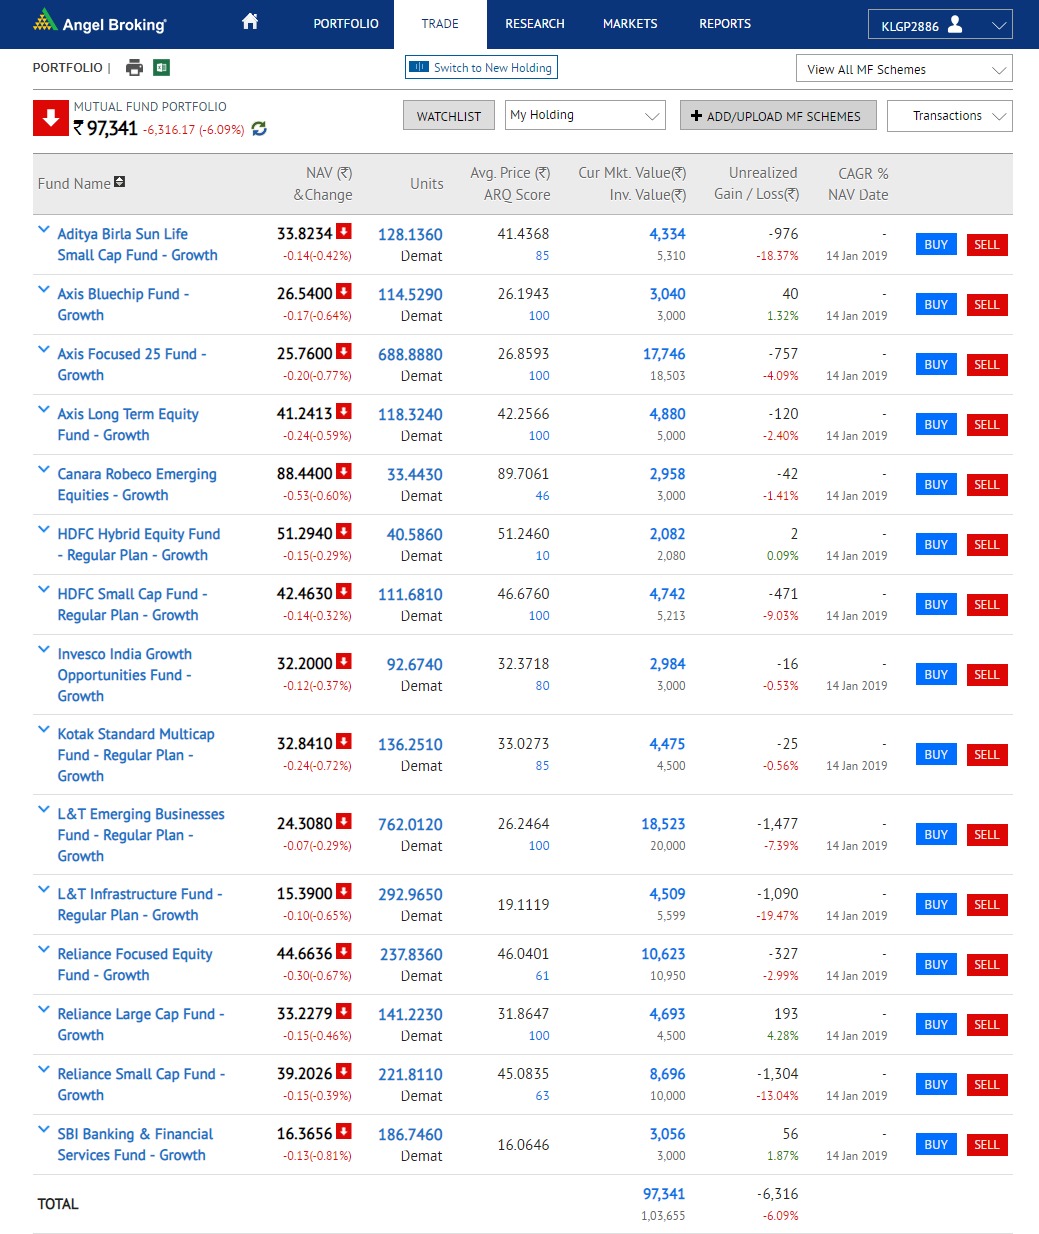 Angel Broking
PORTFOLIO TRADE RESEARCH MARKETS REPORTS KLGP2886
PORTFOLIO | Switch to New Holding View All MF Schemes
MUTUAL FUND PORTFOLIO
₹ 97,341 -6,316.17 (-6.09%) WATCHLIST My Holding + ADD/UPLOAD MF SCHEMES Transactions
Fund Name NAV (₹) &Change Units Avg. Price (₹) ARQ Score Cur Mkt. Value(₹) Inv. Value(₹) Unrealized Gain / Loss(₹) CAGR % NAV Date
Aditya Birla Sun Life 33.8234 128.1360 41.4368 4,334 -976 - BUY SELL
Small Cap Fund - Growth -0.14(-0.42%) Demat 85 5,310 -18.37% 14 Jan 2019
Axis Bluechip Fund - 26.5400 114.5290 26.1943 3,040 40 - BUY SELL
Growth -0.17(-0.64%) Demat 100 3,000 1.32% 14 Jan 2019
Axis Focused 25 Fund - 25.7600 688.8880 26.8593 17,746 -757 - BUY SELL
Growth -0.20(-0.77%) Demat 100 18,503 -4.09% 14 Jan 2019
Axis Long Term Equity 41.2413 118.3240 42.2566 4,880 -120 - BUY SELL
Fund - Growth -0.24(-0.59%) Demat 100 5,000 -2.40% 14 Jan 2019
Canara Robeco Emerging 88.4400 33.4430 89.7061 2,958 -42 - BUY SELL
Equities - Growth -0.53(-0.60%) Demat 46 3,000 -1.41% 14 Jan 2019
HDFC Hybrid Equity Fund 51.2940 40.5860 51.2460 2,082 2 - BUY SELL
- Regular Plan - Growth -0.15(-0.29%) Demat 10 2,080 0.09% 14 Jan 2019
HDFC Small Cap Fund - 42.4630 111.6810 46.6760 4,742 -471 - BUY SELL
Regular Plan - Growth -0.14(-0.32%) Demat 100 5,213 -9.03% 14 Jan 2019
Invesco India Growth
Opportunities Fund - 32.2000 92.6740 32.3718 2,984 -16 - BUY SELL
Growth -0.12(-0.37%) Demat 80 3,000 -0.53% 14 Jan 2019
Kotak Standard Multicap
Fund - Regular Plan - 32.8410 136.2510 33.0273 4,475 -25 - BUY SELL
Growth -0.24(-0.72%) Demat 85 4,500 -0.56% 14 Jan 2019
L&T Emerging Businesses
Fund - Regular Plan - 24.3080 762.0120 26.2464 18,523 -1,477 - BUY SELL
Growth -0.07(-0.29%) Demat 100 20,000 -7.39% 14 Jan 2019
L&T Infrastructure Fund - 15.3900 292.9650 19.1119 4,509 -1,090 - BUY SELL
Regular Plan - Growth -0.10(-0.65%) Demat 5,599 -19.47% 14 Jan 2019
Reliance Focused Equity 44.6636 237.8360 46.0401 10,623 -327 - BUY SELL
Fund - Growth -0.30(-0.67%) Demat 61 10,950 -2.99% 14 Jan 2019
Reliance Large Cap Fund - 33.2279 141.2230 31.8647 4,693 193 - BUY SELL
Growth -0.15(-0.46%) Demat 100 4,500 4.28% 14 Jan 2019
Reliance Small Cap Fund - 39.2026 221.8110 45.0835 8,696 -1,304 - BUY SELL
Growth -0.15(-0.39%) Demat 63 10,000 -13.04% 14 Jan 2019
SBI Banking & Financial 16.3656 186.7460 16.0646 3,056 56 - BUY SELL
Services Fund - Growth -0.13(-0.81%) Demat 3,000 1.87% 14 Jan 2019
TOTAL 97,341 -6,316
1,03,655 -6.09%